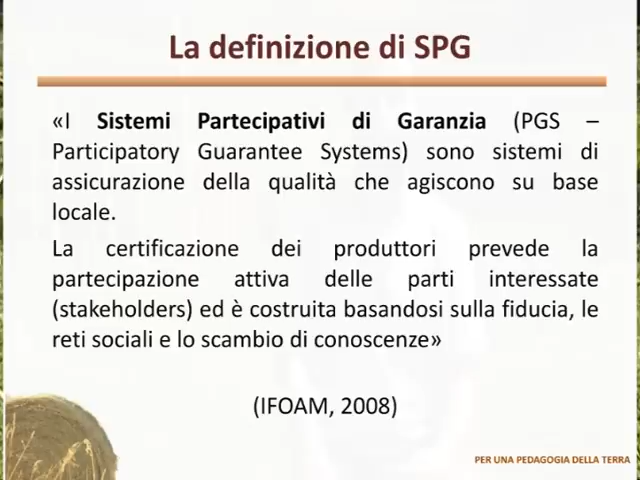 La definizione di SPG
«I Sistemi Partecipativi di Garanzia (PGS –
Participatory Guarantee Systems) sono sistemi di
assicurazione della qualità che agiscono su base
locale.
La certificazione dei produttori prevede la
partecipazione attiva delle parti interessate
(stakeholders) ed è costruita basandosi sulla fiducia, le
reti sociali e lo scambio di conoscenze»
(IFOAM, 2008)
PER UNA PEDAGOGIA DELLA TERRA